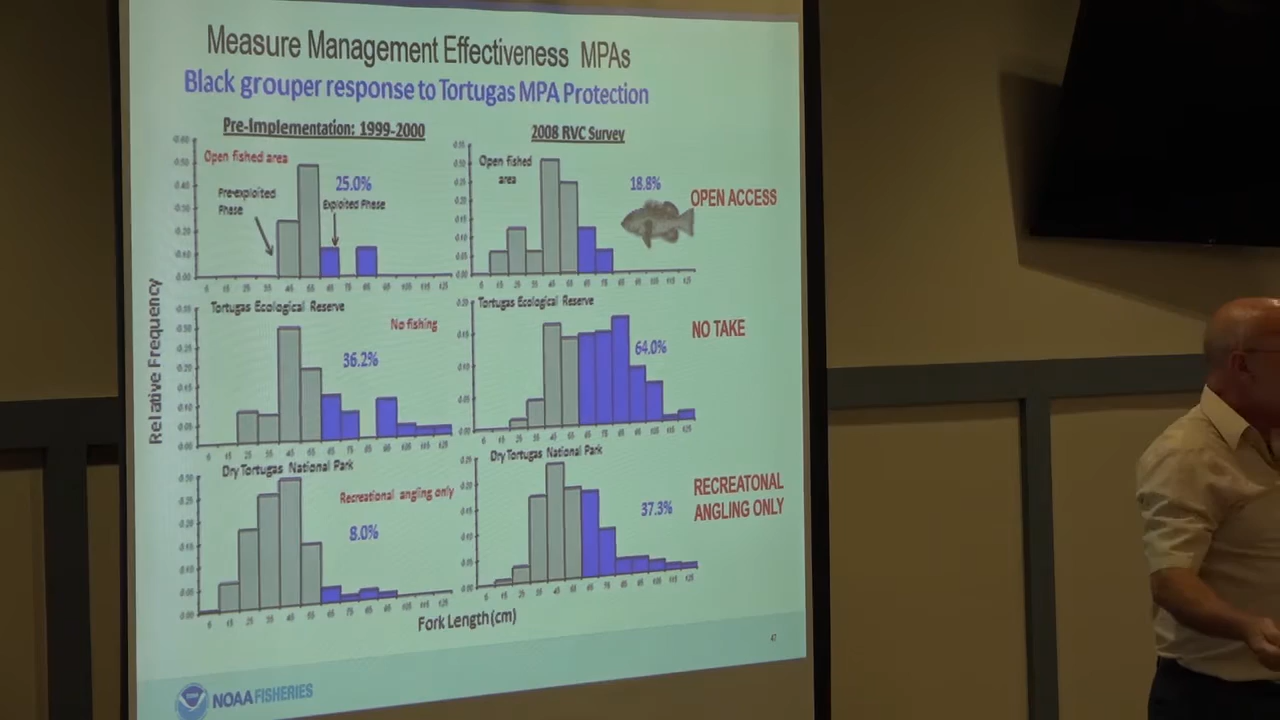 Measure Management Effectiveness MPAs
Black grouper response to Tortugas MPA Protection
Pre-Implementation: 1999-2000
2008 RVC Survey
Open fished area
25.0%
Pre-exploited
Phase
Exploited Phase
Open fished
area
18.8%
OPEN ACCESS
Tortugas Ecological Reserve
No fishing
36.2%
Tortugas Ecological Reserve
64.0%
NO TAKE
Dry Tortugas National Park
Recreational angling only
8.0%
Dry Tortugas National Park
37.3%
RECREATONAL
ANGLING ONLY
Relative Frequency
Fork Length (cm)
47
NOAA FISHERIES